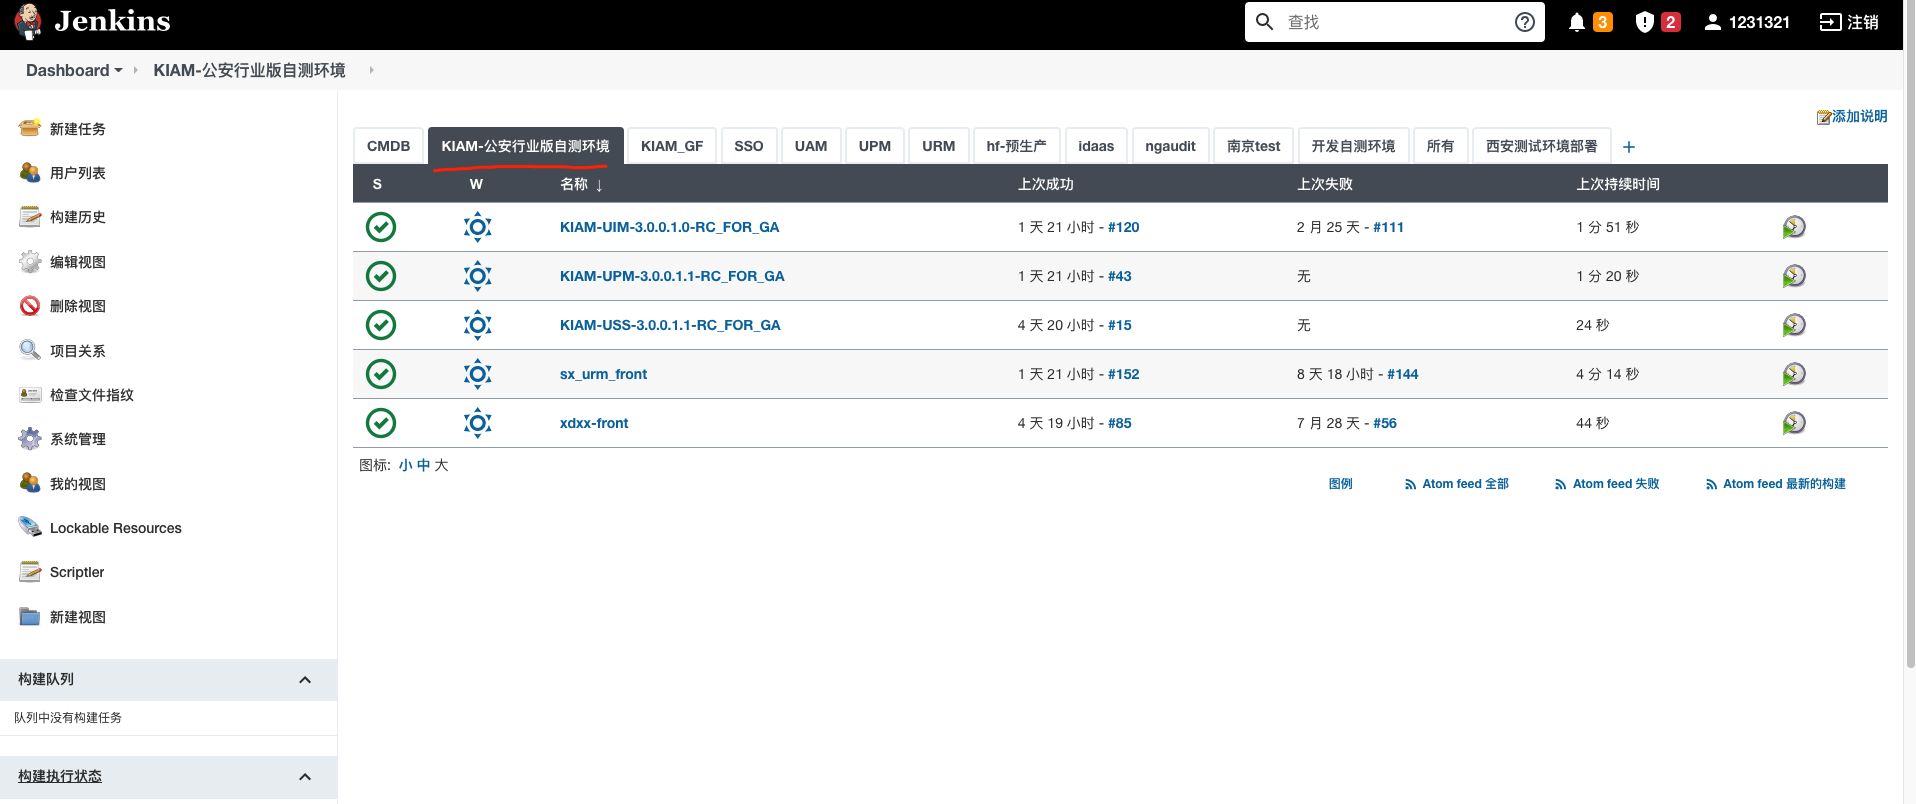 Jenkins
查找
3
2
1231321
注销
Dashboard
KIAM-公安行业版自测环境
新建任务
用户列表
构建历史
编辑视图
删除视图
项目关系
检查文件指纹
系统管理
我的视图
Lockable Resources
Scriptler
新建视图
构建队列
队列中没有构建任务
构建执行状态
添加说明
CMDB KIAM-公安行业版自测环境 KIAM_GF SSO UAM UPM URM hf-预生产 idaas ngaudit 南京test 开发自测环境 所有 西安测试环境部署 +
S W 名称 ↓ 上次成功 上次失败 上次持续时间
KIAM-UIM-3.0.0.1.0-RC_FOR_GA 1 天 21 小时 - #120 2 月 25 天 - #111 1 分 51 秒
KIAM-UPM-3.0.0.1.1-RC_FOR_GA 1 天 21 小时 - #43 无 1 分 20 秒
KIAM-USS-3.0.0.1.1-RC_FOR_GA 4 天 20 小时 - #15 无 24 秒
sx_urm_front 1 天 21 小时 - #152 8 天 18 小时 - #144 4 分 14 秒
xdxx-front 4 天 19 小时 - #85 7 月 28 天 - #56 44 秒
图标: 小 中 大
图例 Atom feed 全部 Atom feed 失败 Atom feed 最新的构建